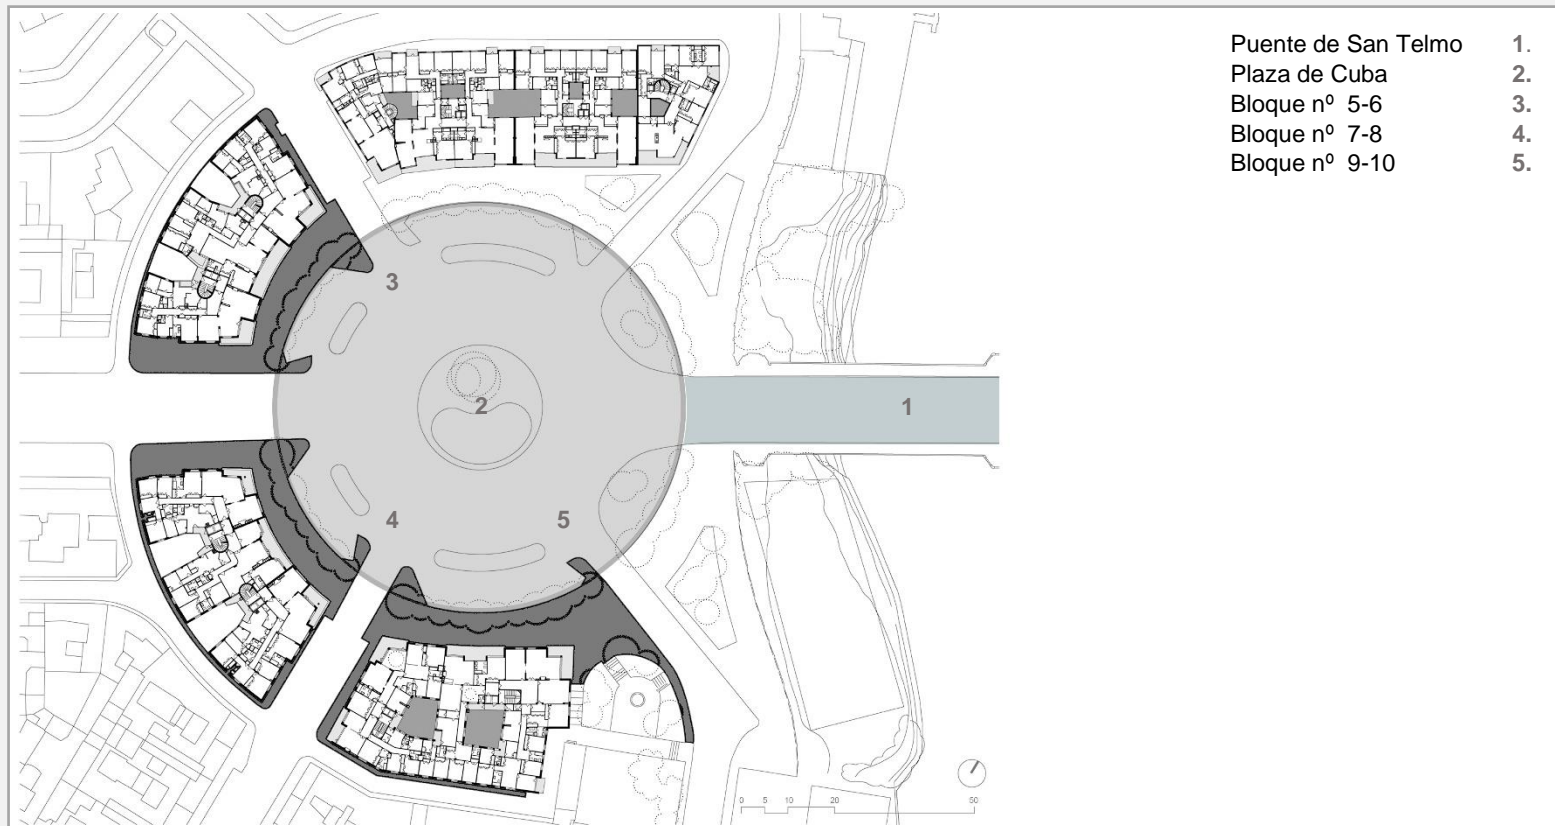 Puente de San Telmo 1.
Plaza de Cuba 2.
Bloque nº 5-6 3.
Bloque nº 7-8 4.
Bloque nº 9-10 5.
3
2
1
4
5
0 5 10 20 50